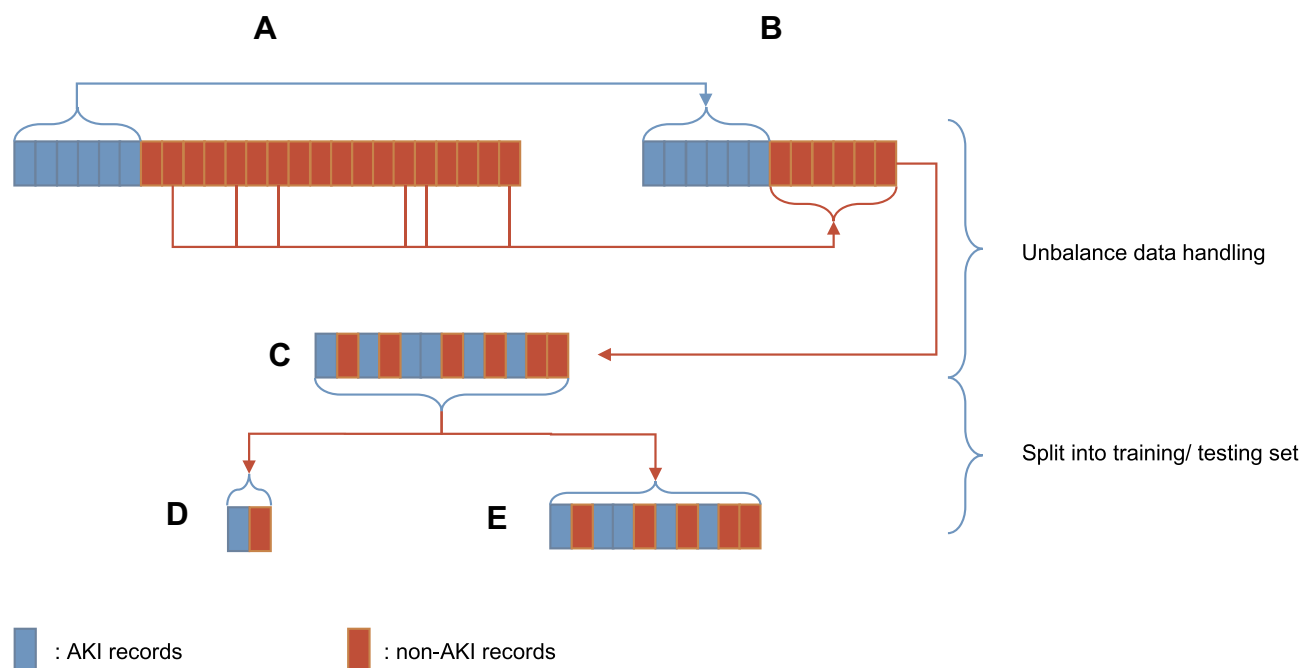 A
B
Unbalance data handling
C
Split into training/ testing set
D
E
: AKI records
: non-AKI records